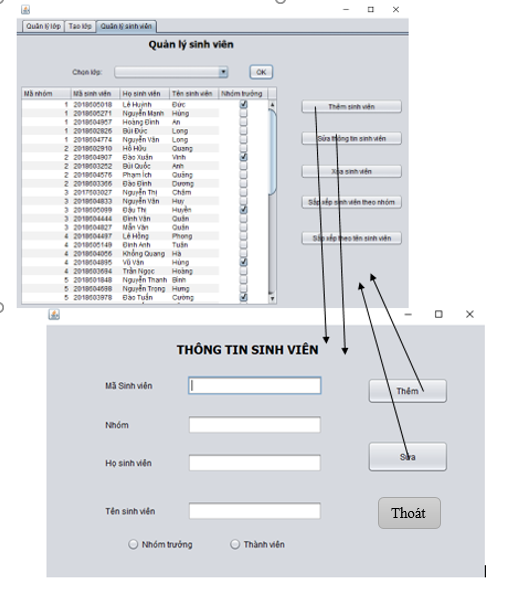 Quản lý lớp Tạo lớp Quản lý sinh viên
Quản lý sinh viên
Chọn lớp: OK
Mã nhóm Mã sinh viên Họ sinh viên Tên sinh viên Nhóm trưởng
1 2018605018 Lê Huỳnh Đức
1 2018605271 Nguyễn Mạnh Hùng
1 2018604957 Hoàng Đình An
1 2018602826 Bùi Đức Long
1 2018604774 Nguyễn Văn Long
2 2018602910 Hồ Hữu Quang
2 2018604907 Đào Xuân Vinh
2 2018603252 Bùi Quốc Anh
2 2018604576 Phạm Ích Quảng
2 2018603366 Đào Đình Dương
3 2017603027 Nguyễn Thị Chăm
3 2018604833 Nguyễn Văn Huy
3 2018605099 Đậu Thị Huyền
3 2018604444 Đinh Văn Quân
3 2018604827 Mẫn Văn Quân
4 2018604487 Lê Hồng Phong
4 2018605149 Đinh Anh Tuấn
4 2018604056 Khổng Quang Hà
4 2018604895 Vũ Văn Hùng
4 2018603694 Trần Ngọc Hoàng
5 2018601848 Nguyễn Thanh Bình
5 2018604598 Nguyễn Trọng Hưng
5 2018603978 Đào Tuấn Cường
Thêm sinh viên
Sửa thông tin sinh viên
Xóa sinh viên
Sắp xếp sinh viên theo nhóm
Sắp xếp theo tên sinh viên
THÔNG TIN SINH VIÊN
Mã Sinh viên
Nhóm
Họ sinh viên
Tên sinh viên
Nhóm trưởng Thành viên
Thêm
Sửa
Thoát